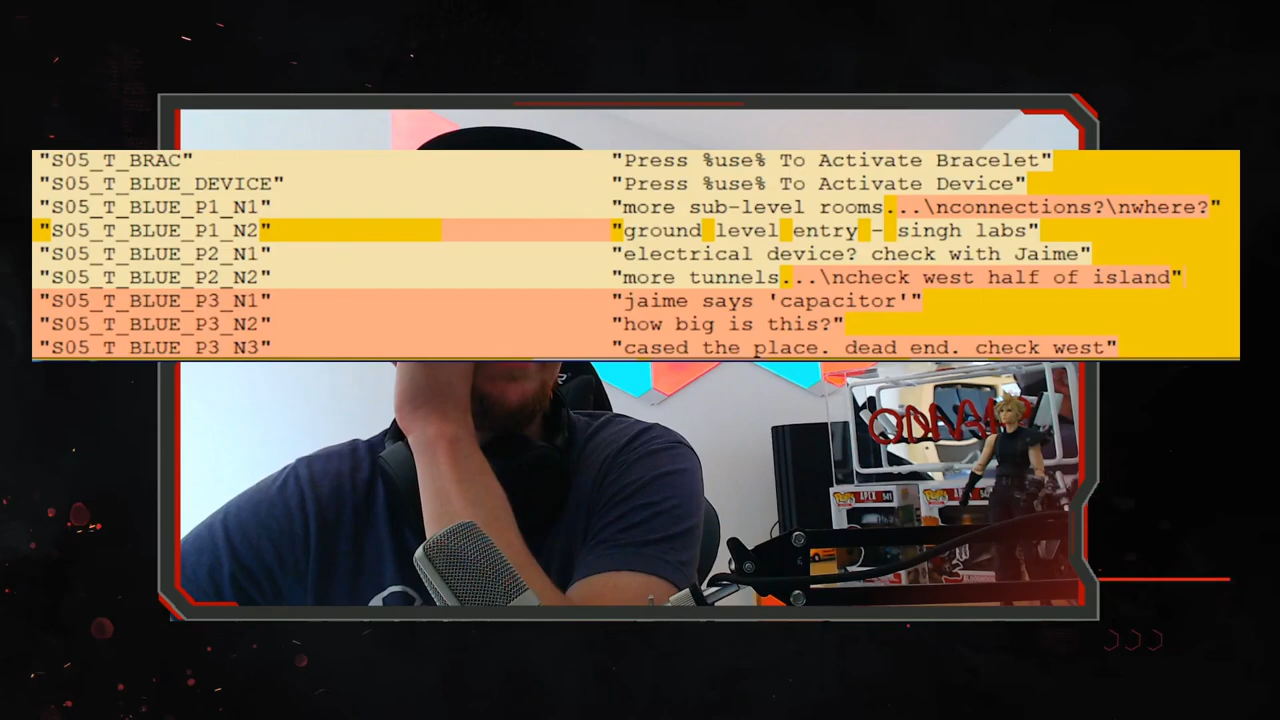 "S05_T_BRAC" "Press %use% To Activate Bracelet"
"S05_T_BLUE_DEVICE" "Press %use% To Activate Device"
"S05_T_BLUE_P1_N1" "more sub-level rooms...\nconnections?\nwhere?"
"S05_T_BLUE_P1_N2" "ground level entry - singh labs"
"S05_T_BLUE_P2_N1" "electrical device? check with Jaime"
"S05_T_BLUE_P2_N2" "more tunnels...\ncheck west half of island"
"S05_T_BLUE_P3_N1" "jaime says 'capacitor'"
"S05_T_BLUE_P3_N2" "how big is this?"
"S05_T_BLUE_P3_N3" "cased the place. dead end. check west"
APLX 541